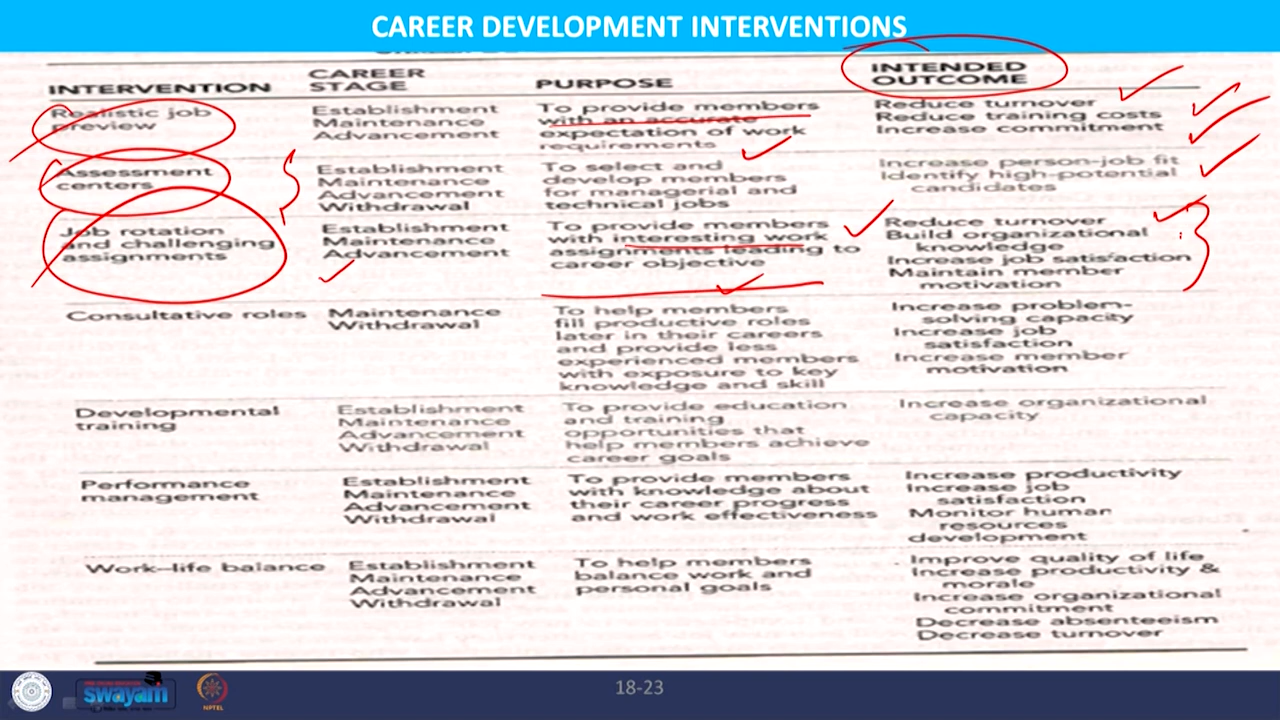 CAREER DEVELOPMENT INTERVENTIONS
INTERVENTION
CAREER
STAGE
PURPOSE
INTENDED
OUTCOME
Realistic job
preview
Establishment
Maintenance
Advancement
To provide members
with an accurate
expectation of work
requirements
Reduce turnover
Reduce training costs
Increase commitment
Assessment
centers
Establishment
Maintenance
Advancement
Withdrawal
To select and
develop members
for managerial and
technical jobs
Increase person-job fit
Identify high-potential
candidates
Job rotation
and challenging
assignments
Establishment
Maintenance
Advancement
To provide members
with interesting work
assignments leading to
career objective
Reduce turnover
Build organizational
knowledge
Increase job satisfaction
Maintain member
motivation
Consultative roles
Maintenance
Withdrawal
To help members
fill productive roles
later in their careers
and provide less
experienced members
with exposure to key
knowledge and skill
Increase problem-
solving capacity
Increase job
satisfaction
Increase member
motivation
Developmental
training
Establishment
Maintenance
Advancement
Withdrawal
To provide education
and training
opportunities that
help members achieve
career goals
Increase organizational
capacity
Performance
management
Establishment
Maintenance
Advancement
Withdrawal
To provide members
with knowledge about
their career progress
and work effectiveness
Increase productivity
Increase job
satisfaction
Monitor human
resources
development
Work–life balance
Establishment
Maintenance
Advancement
Withdrawal
To help members
balance work and
personal goals
Improve quality of life
Increase productivity &
morale
Increase organizational
commitment
Decrease absenteeism
Decrease turnover
swayam
NPTEL
18-23